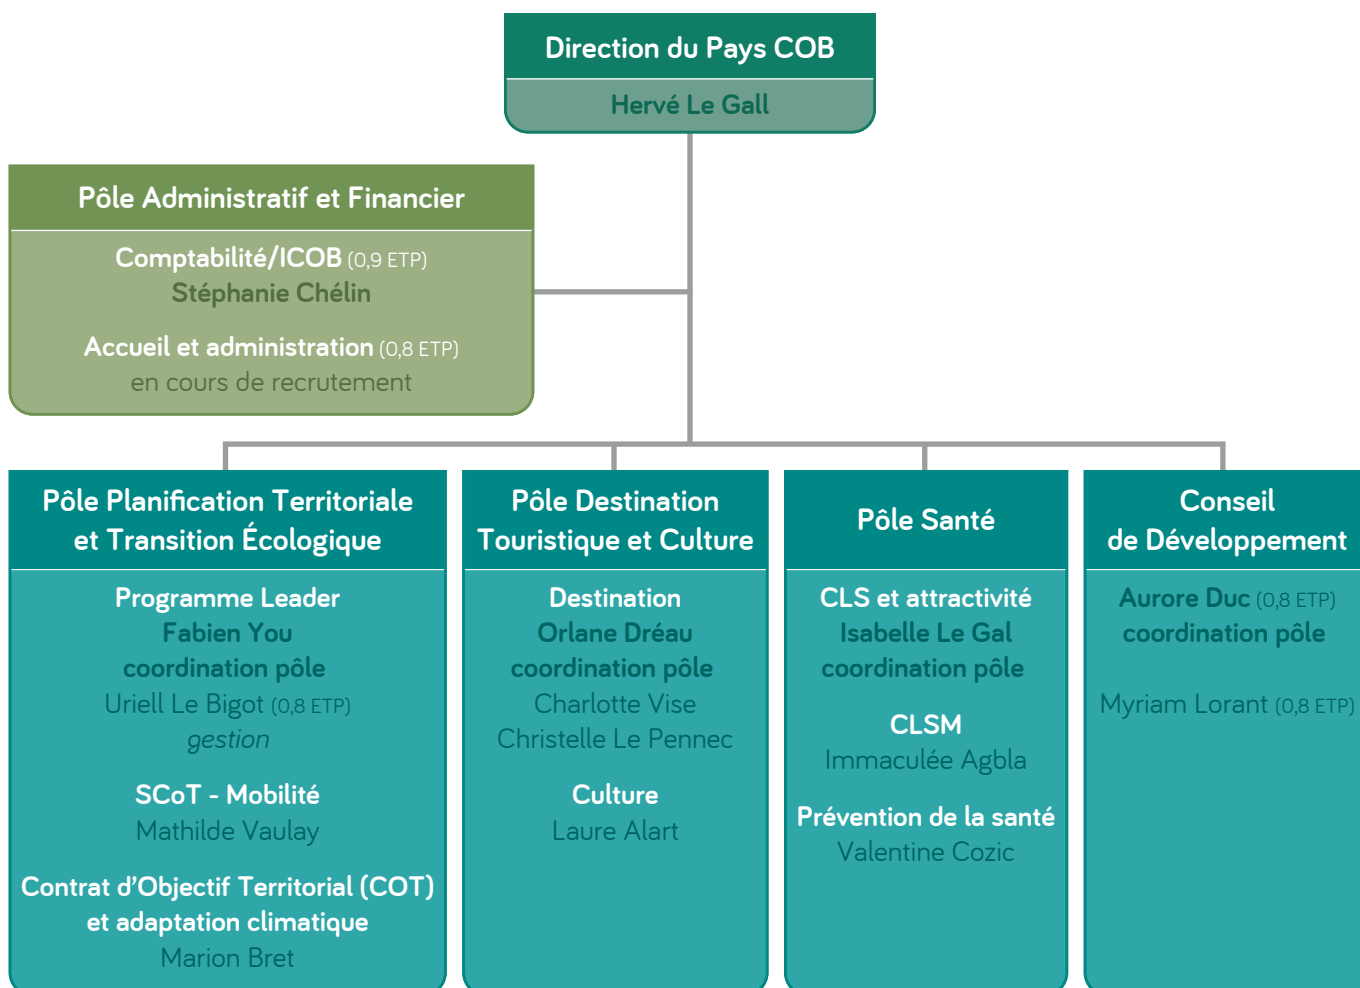 Direction du Pays COB
Hervé Le Gall
Pôle Administratif et Financier
Comptabilité/ICOB (0,9 ETP)
Stéphanie Chélin
Accueil et administration (0,8 ETP)
en cours de recrutement
Pôle Planification Territoriale
et Transition Écologique
Programme Leader
Fabien You
coordination pôle
Uriell Le Bigot (0,8 ETP)
gestion
SCoT - Mobilité
Mathilde Vaulay
Contrat d'Objectif Territorial (COT)
et adaptation climatique
Marion Bret
Pôle Destination
Touristique et Culture
Destination
Orlane Dréau
coordination pôle
Charlotte Vise
Christelle Le Pennec
Culture
Laure Alart
Pôle Santé
CLS et attractivité
Isabelle Le Gal
coordination pôle
CLSM
Immaculée Agbla
Prévention de la santé
Valentine Cozic
Conseil
de Développement
Aurore Duc (0,8 ETP)
coordination pôle
Myriam Lorant (0,8 ETP)